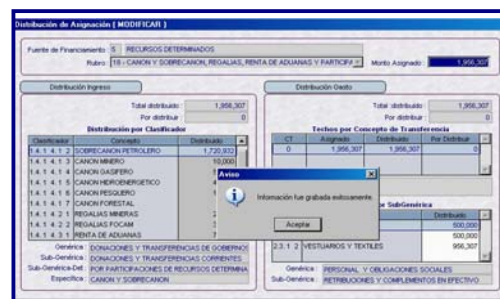 Distribución de Asignación [ MODIFICAR ]
Fuente de Financiamiento : 5 RECURSOS DETERMINADOS
Rubro : 18 - CANON Y SOBRECANON, REGALIAS, RENTA DE ADUANAS Y PARTICIPA
Monto Asignado : 1,956,307
Distribución Ingreso
Total distribuido : 1,956,307
Por distribuir : 0
Distribución por Clasificador
Clasificador Concepto Distribuido
1.4.1 4.1 2 SOBRECANON PETROLERO 1,720,932
1.4.1 4.1 3 CANON MINERO 10,000
1.4.1 4.1 4 CANON GASIFERO
1.4.1 4.1 5 CANON HIDROENERGETICO
1.4.1 4.1 6 CANON PESQUERO
1.4.1 4.1 7 CANON FORESTAL
1.4.1 4.2 1 REGALIAS MINERAS
1.4.1 4.2 2 REGALIAS FOCAM
1.4.1 4.3 1 RENTA DE ADUANAS
Genérica : DONACIONES Y TRANSFERENCIAS DE GOBIERNOS
Sub-Genérica : DONACIONES Y TRANSFERENCIAS CORRIENTES
Sub-Genérica-Det : POR PARTICIPACIONES DE RECURSOS DETERMINA
Específica : CANON Y SOBRECANON
Distribución Gasto
Total distribuido : 1,956,307
Por distribuir : 0
Techos por Concepto de Transferencia
CT Asignado Distribuido Por Distribuir
0 1,956,307 1,956,307 0
Aviso
Información fue grabada exitosamente.
Aceptar
or SubGenérica
Distribuido
500,000
500,000
2.3. 1 2 VESTUARIOS Y TEXTILES 956,307
Genérica : PERSONAL Y OBLIGACIONES SOCIALES
Sub-Genérica : RETRIBUCIONES Y COMPLEMENTOS EN EFECTIVO